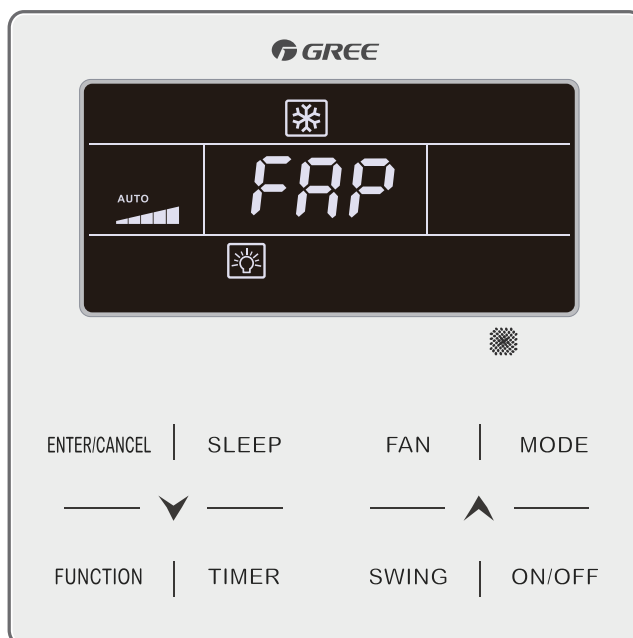 GREE
FAP
AUTO
ENTER/CANCEL SLEEP FAN MODE
FUNCTION TIMER SWING ON/OFF